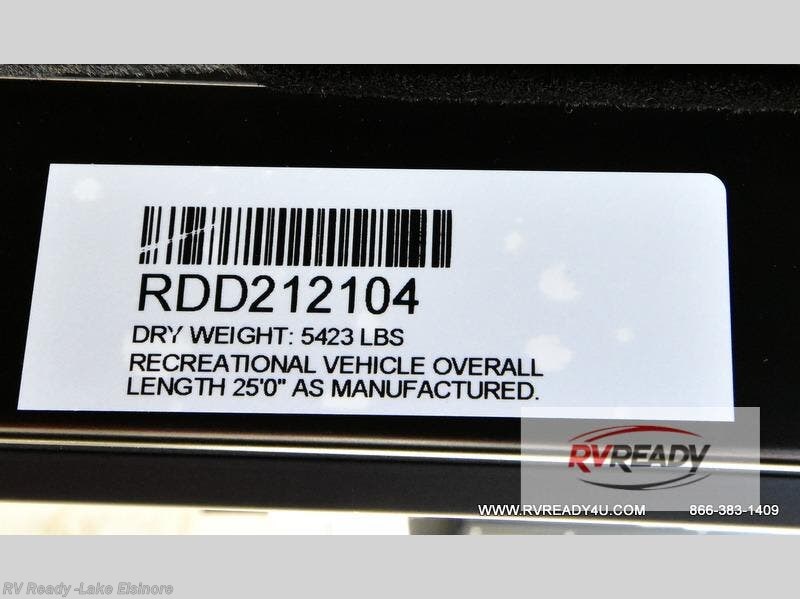 RDD212104
DRY WEIGHT: 5423 LBS
RECREATIONAL VEHICLE OVERALL
LENGTH 25'0" AS MANUFACTURED.
RVREADY
WWW.RVREADY4U.COM 866-383-1409
RV Ready -Lake Elsinore